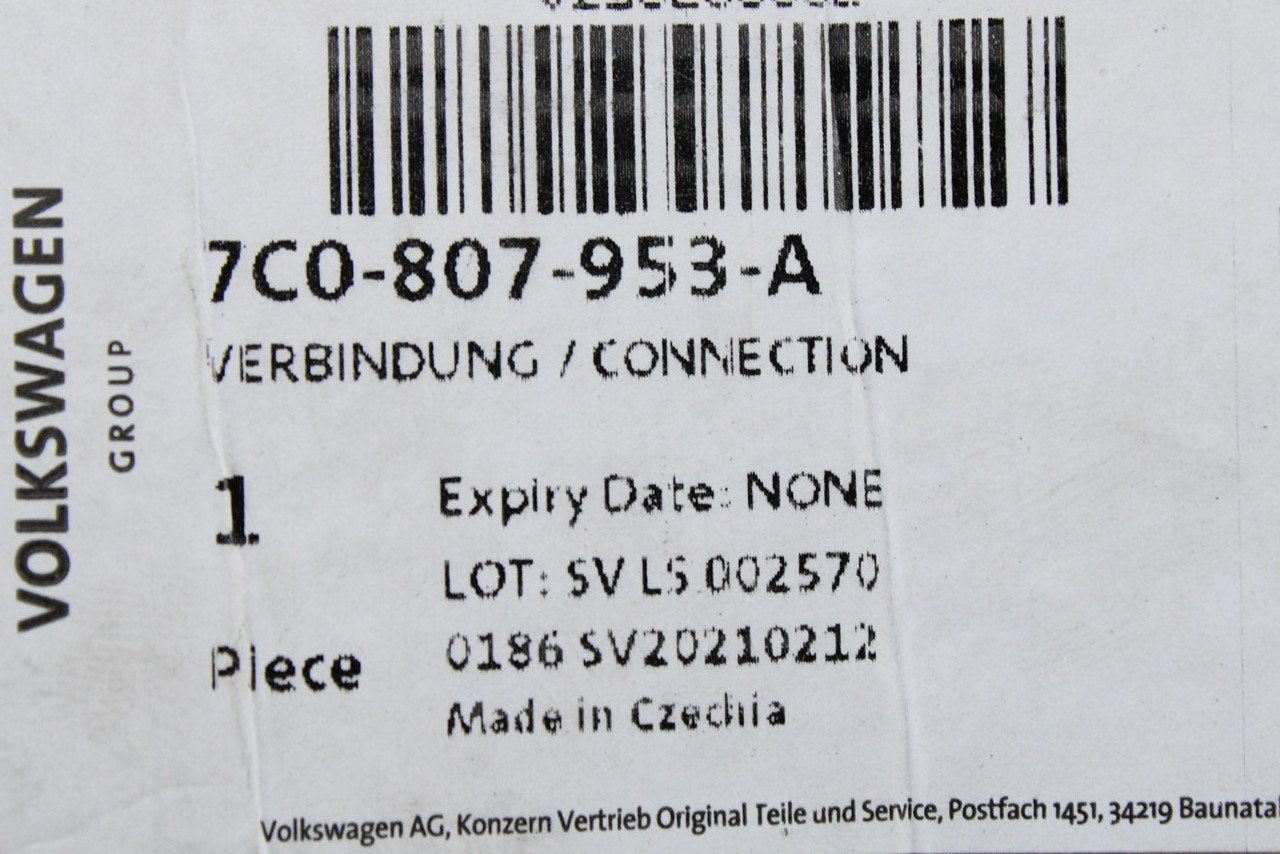 VOLKSWAGEN
GROUP
7C0-807-953-A
VERBINDUNG / CONNECTION
1
Piece
Expiry Date: NONE
LOT: SV LS 002570
0186 SV20210212
Made in Czechia
Volkswagen AG, Konzern Vertrieb Original Teile und Service, Postfach 1451, 34219 Baunatal